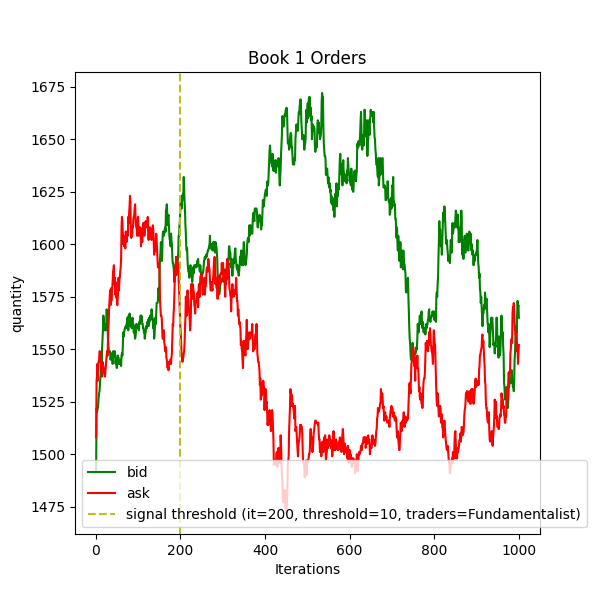 Book 1 Orders
quantity
1675
1650
1625
1600
1575
1550
1525
1500
1475
bid
ask
signal threshold (it=200, threshold=10, traders=Fundamentalist)
0 200 400 600 800 1000
Iterations